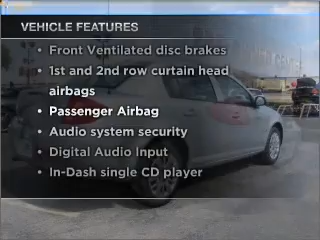 VEHICLE FEATURES
• Front Ventilated disc brakes
• 1st and 2nd row curtain head
airbags
• Passenger Airbag
• Audio system security
• Digital Audio Input
• In-Dash single CD player